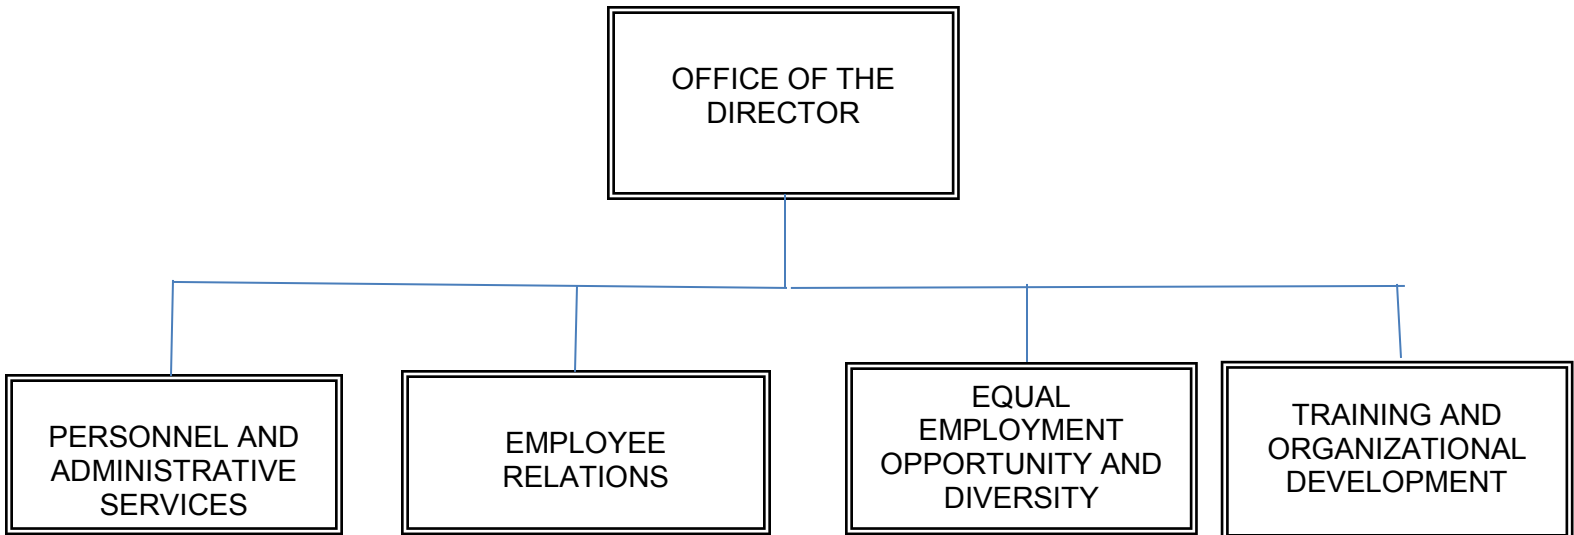 OFFICE OF THE
DIRECTOR
PERSONNEL AND
ADMINISTRATIVE
SERVICES
EMPLOYEE
RELATIONS
EQUAL
EMPLOYMENT
OPPORTUNITY AND
DIVERSITY
TRAINING AND
ORGANIZATIONAL
DEVELOPMENT